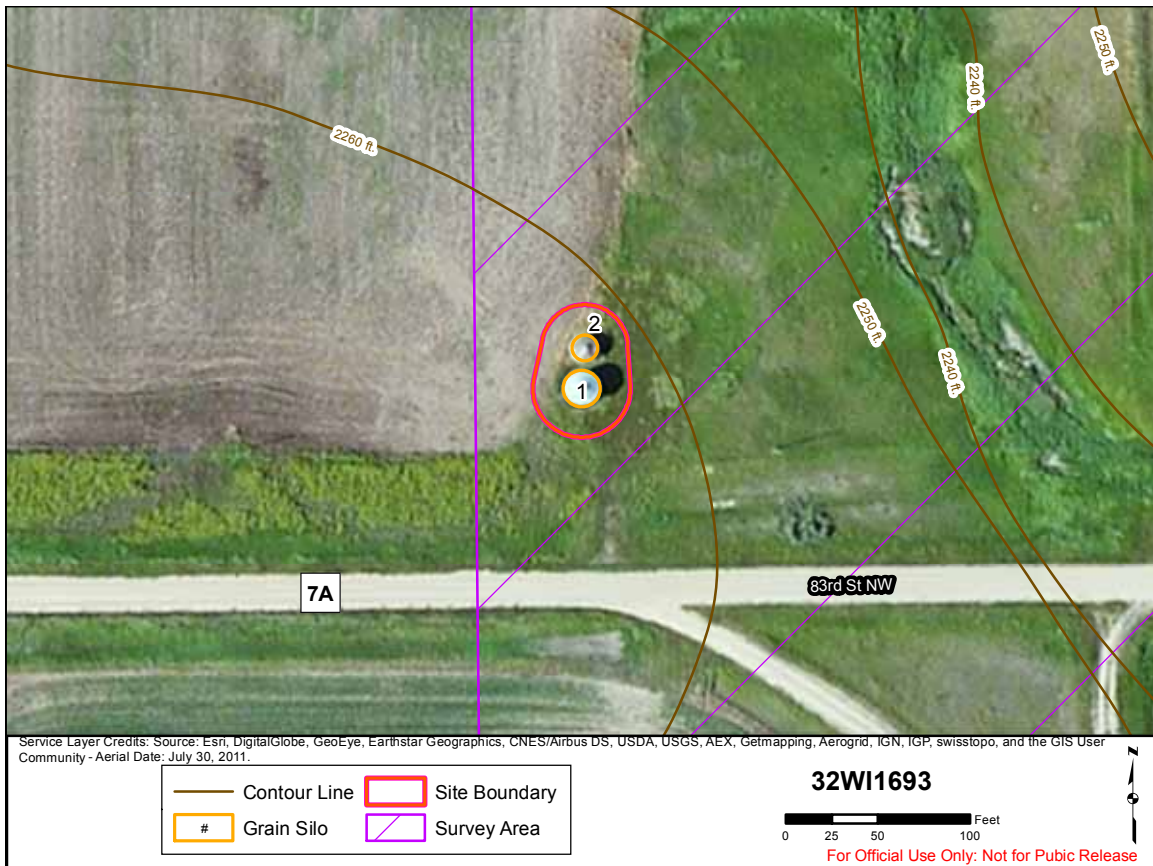 2250 ft.
2240 ft.
2260 ft.
2
2250 ft.
1
2240 ft.
7A
83rd St NW
Service Layer Credits: Source: Esri, DigitalGlobe, GeoEye, Earthstar Geographics, CNES/Airbus DS, USDA, USGS, AEX, Getmapping, Aerogrid, IGN, IGP, swisstopo, and the GIS User
Community - Aerial Date: July 30, 2011.
Contour Line
Site Boundary
# Grain Silo
Survey Area
32WI1693
Feet
0 25 50 100
N
For Official Use Only: Not for Pubic Release